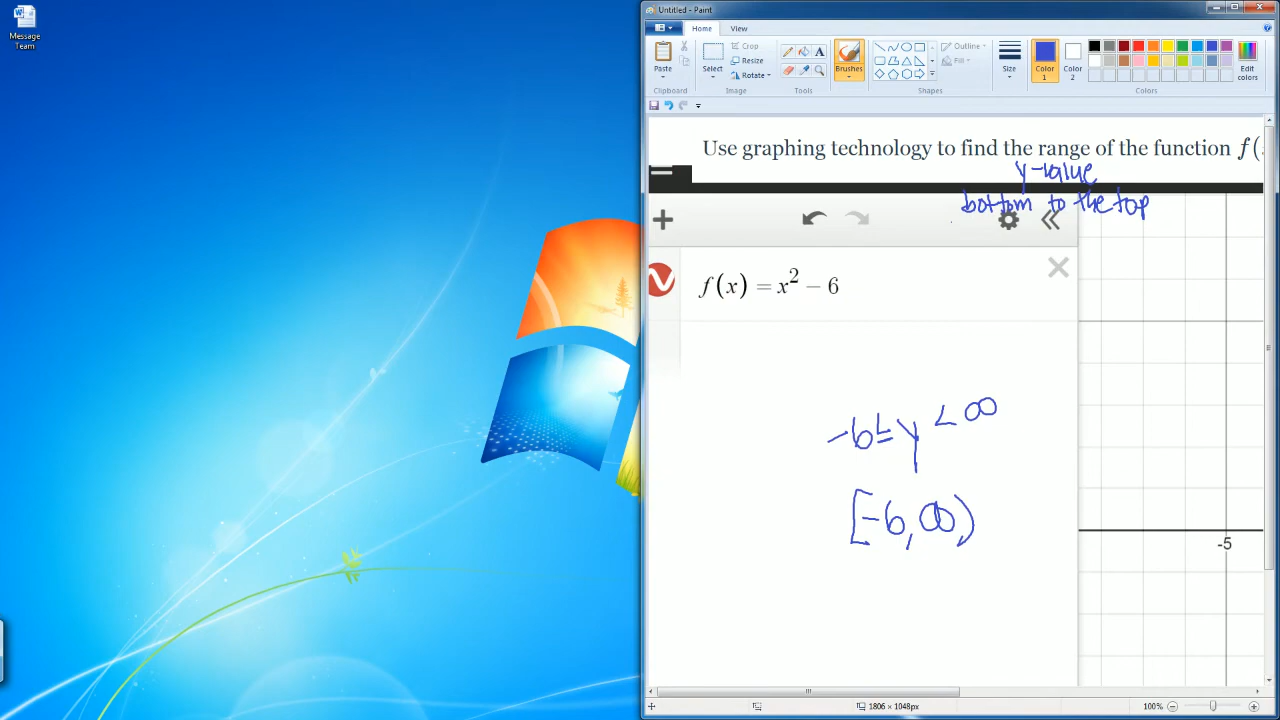 Message
Team
Untitled - Paint
Home View
Paste
Select
Crop
Resize
Rotate
Brushes
Outline
Fill
Size
Color
1
Color
2
Edit
colors
Clipboard
Image
Tools
Shapes
Colors
Use graphing technology to find the range of the function f(
y-value
bottom to the top
f(x) = x² − 6
-6 ≤ y < ∞
[-6, ∞)
-5
1806 × 1048px
100%